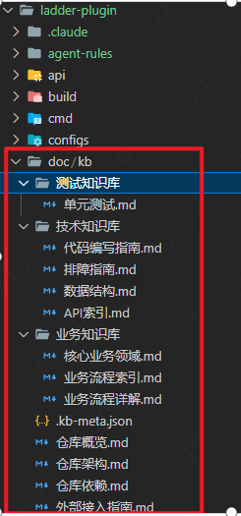 ladder-plugin
.claude
agent-rules
api
build
cmd
configs
doc/kb
测试知识库
单元测试.md
技术知识库
代码编写指南.md
排障指南.md
数据结构.md
API索引.md
业务知识库
核心业务领域.md
业务流程索引.md
业务流程详解.md
.kb-meta.json
仓库概览.md
仓库架构.md
仓库依赖.md
外部接入指南.md